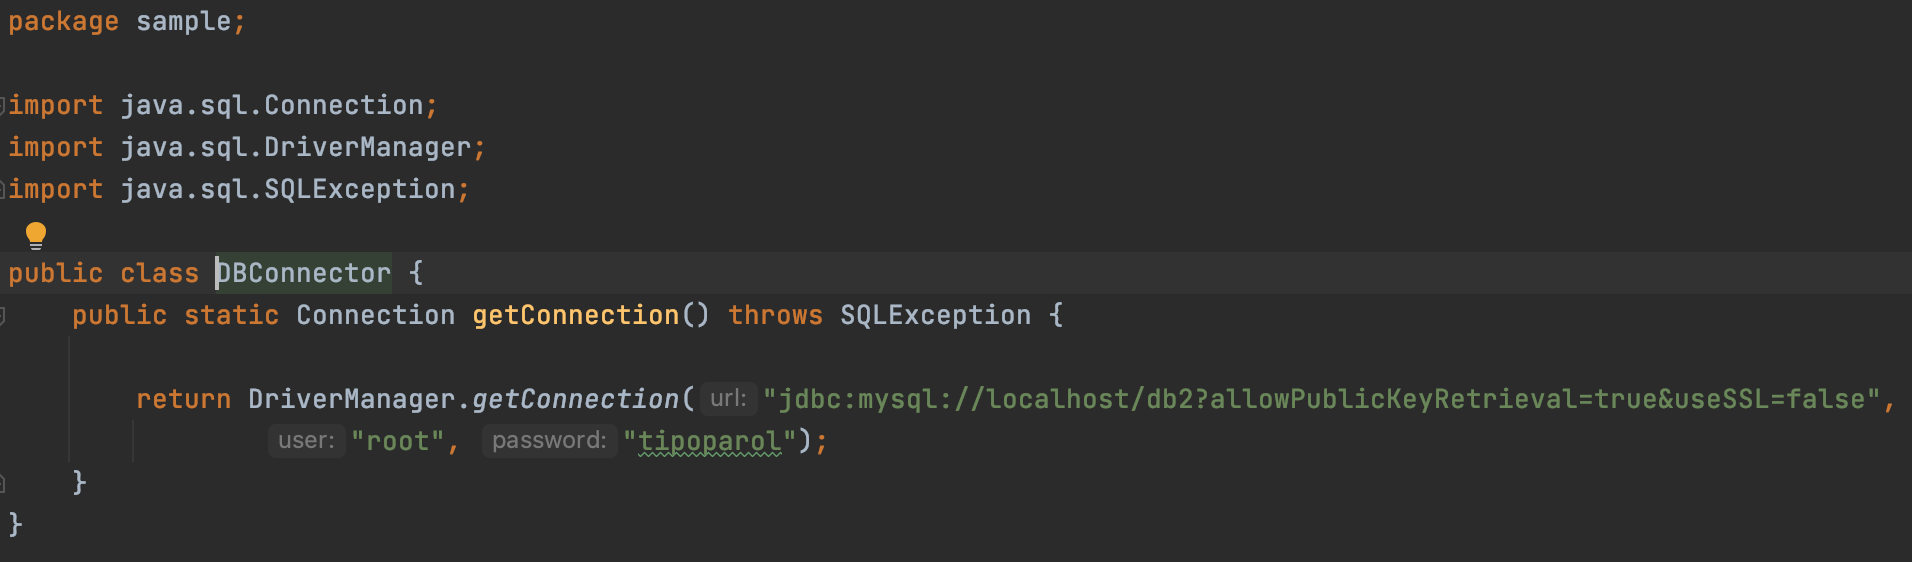 package sample;
import java.sql.Connection;
import java.sql.DriverManager;
import java.sql.SQLException;
public class DBConnector {
public static Connection getConnection() throws SQLException {
return DriverManager.getConnection( url: "jdbc:mysql://localhost/db2?allowPublicKeyRetrieval=true&useSSL=false",
user: "root", password: "tipoparol");
}
}